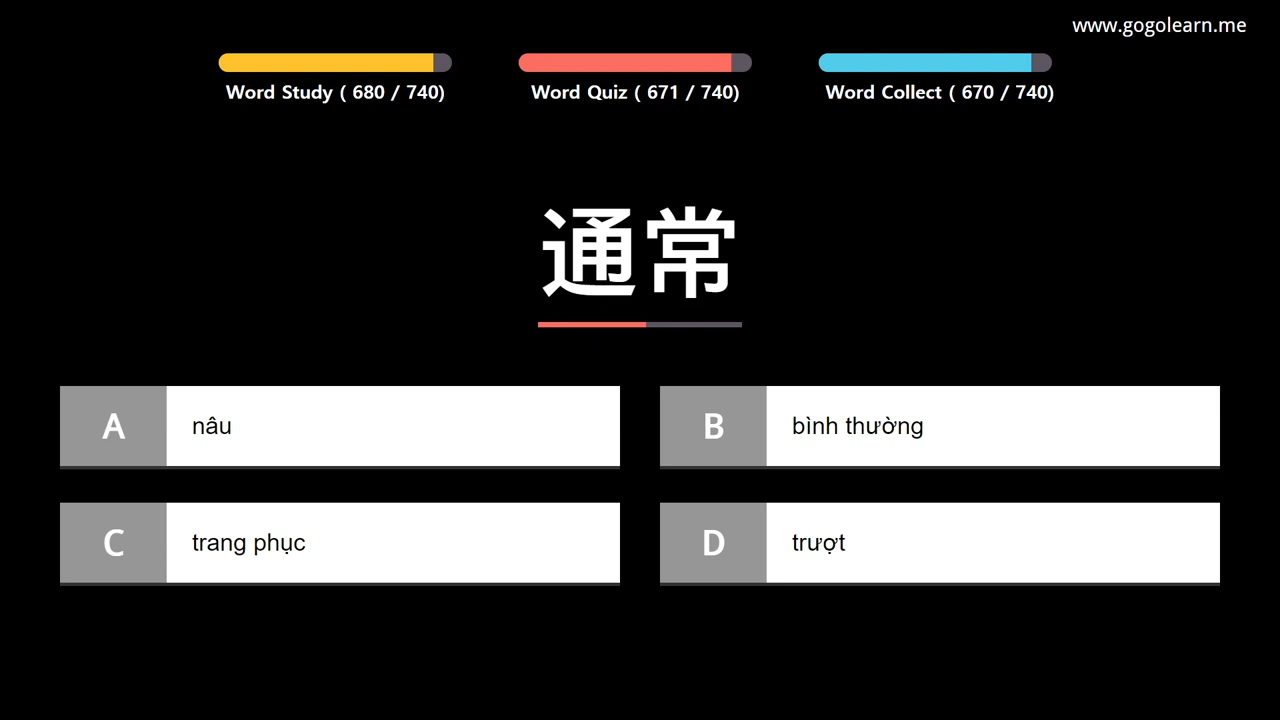 www.gogolearn.me
Word Study ( 680 / 740)
Word Quiz ( 671 / 740)
Word Collect ( 670 / 740)
通常
A
nâu
B
bình thường
C
trang phục
D
trượt